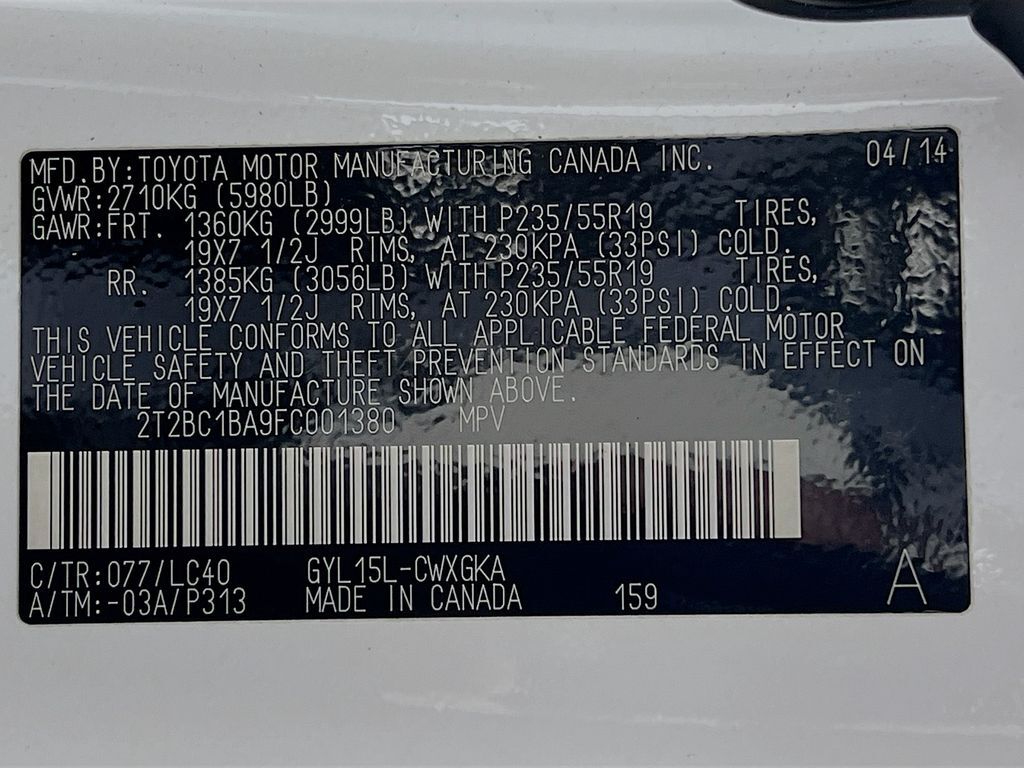 MFD.BY:TOYOTA MOTOR MANUFACTURING CANADA INC. 04/14
GVWR:2710KG (5980LB)
GAWR:FRT. 1360KG (2999LB) WITH P235/55R19 TIRES,
19X7 1/2J RIMS, AT 230KPA (33PSI) COLD.
RR. 1385KG (3056LB) WITH P235/55R19 TIRES,
19X7 1/2J RIMS, AT 230KPA (33PSI) COLD.
THIS VEHICLE CONFORMS TO ALL APPLICABLE FEDERAL MOTOR
VEHICLE SAFETY AND THEFT PREVENTION STANDARDS IN EFFECT ON
THE DATE OF MANUFACTURE SHOWN ABOVE.
2T2BC1BA9FC001380 MPV
C/TR:077/LC40 GYL15L-CWXGKA
A/TM:-03A/P313 MADE IN CANADA 159 A